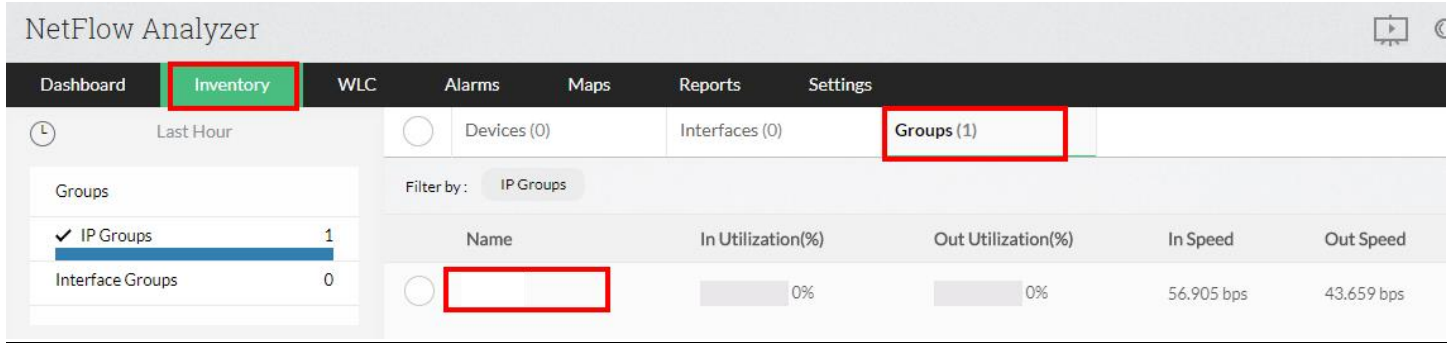 NetFlow Analyzer
Dashboard Inventory WLC Alarms Maps Reports Settings
Last Hour Devices (0) Interfaces (0) Groups (1)
Groups Filter by : IP Groups
IP Groups 1 Name In Utilization(%) Out Utilization(%) In Speed Out Speed
Interface Groups 0 0% 0% 56.905 bps 43.659 bps